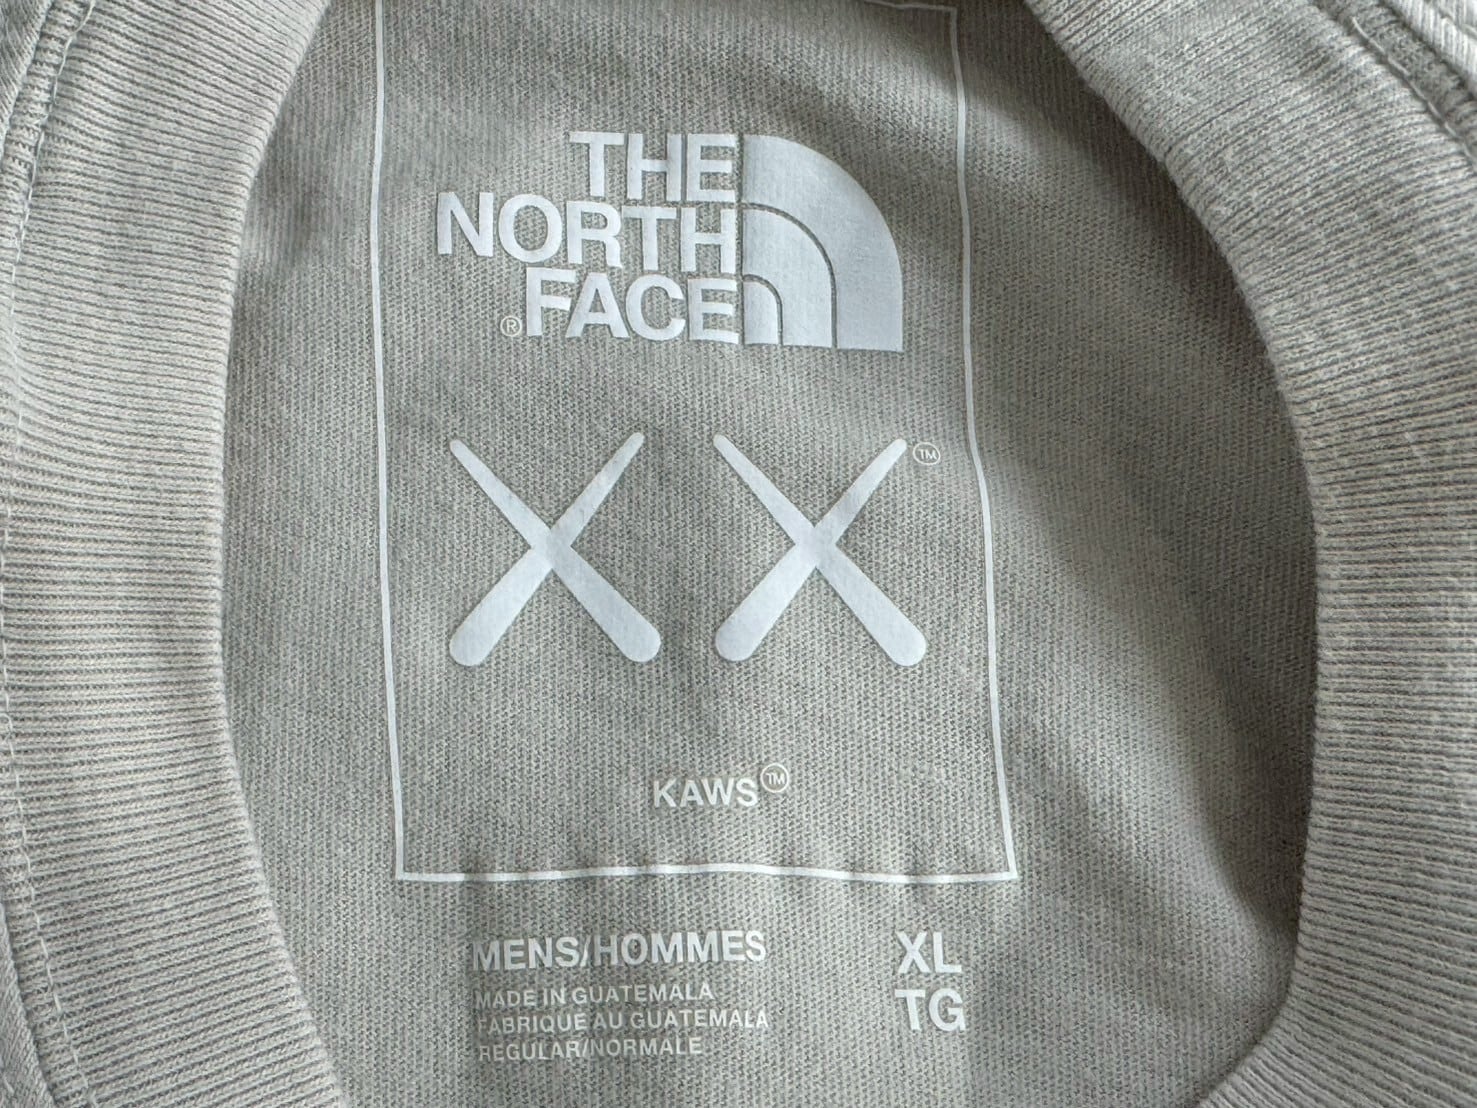 THE
NORTH
®FACE
XX™
KAWS™
MENS/HOMMES XL
MADE IN GUATEMALA TG
FABRIQUE AU GUATEMALA
REGULAR/NORMALE